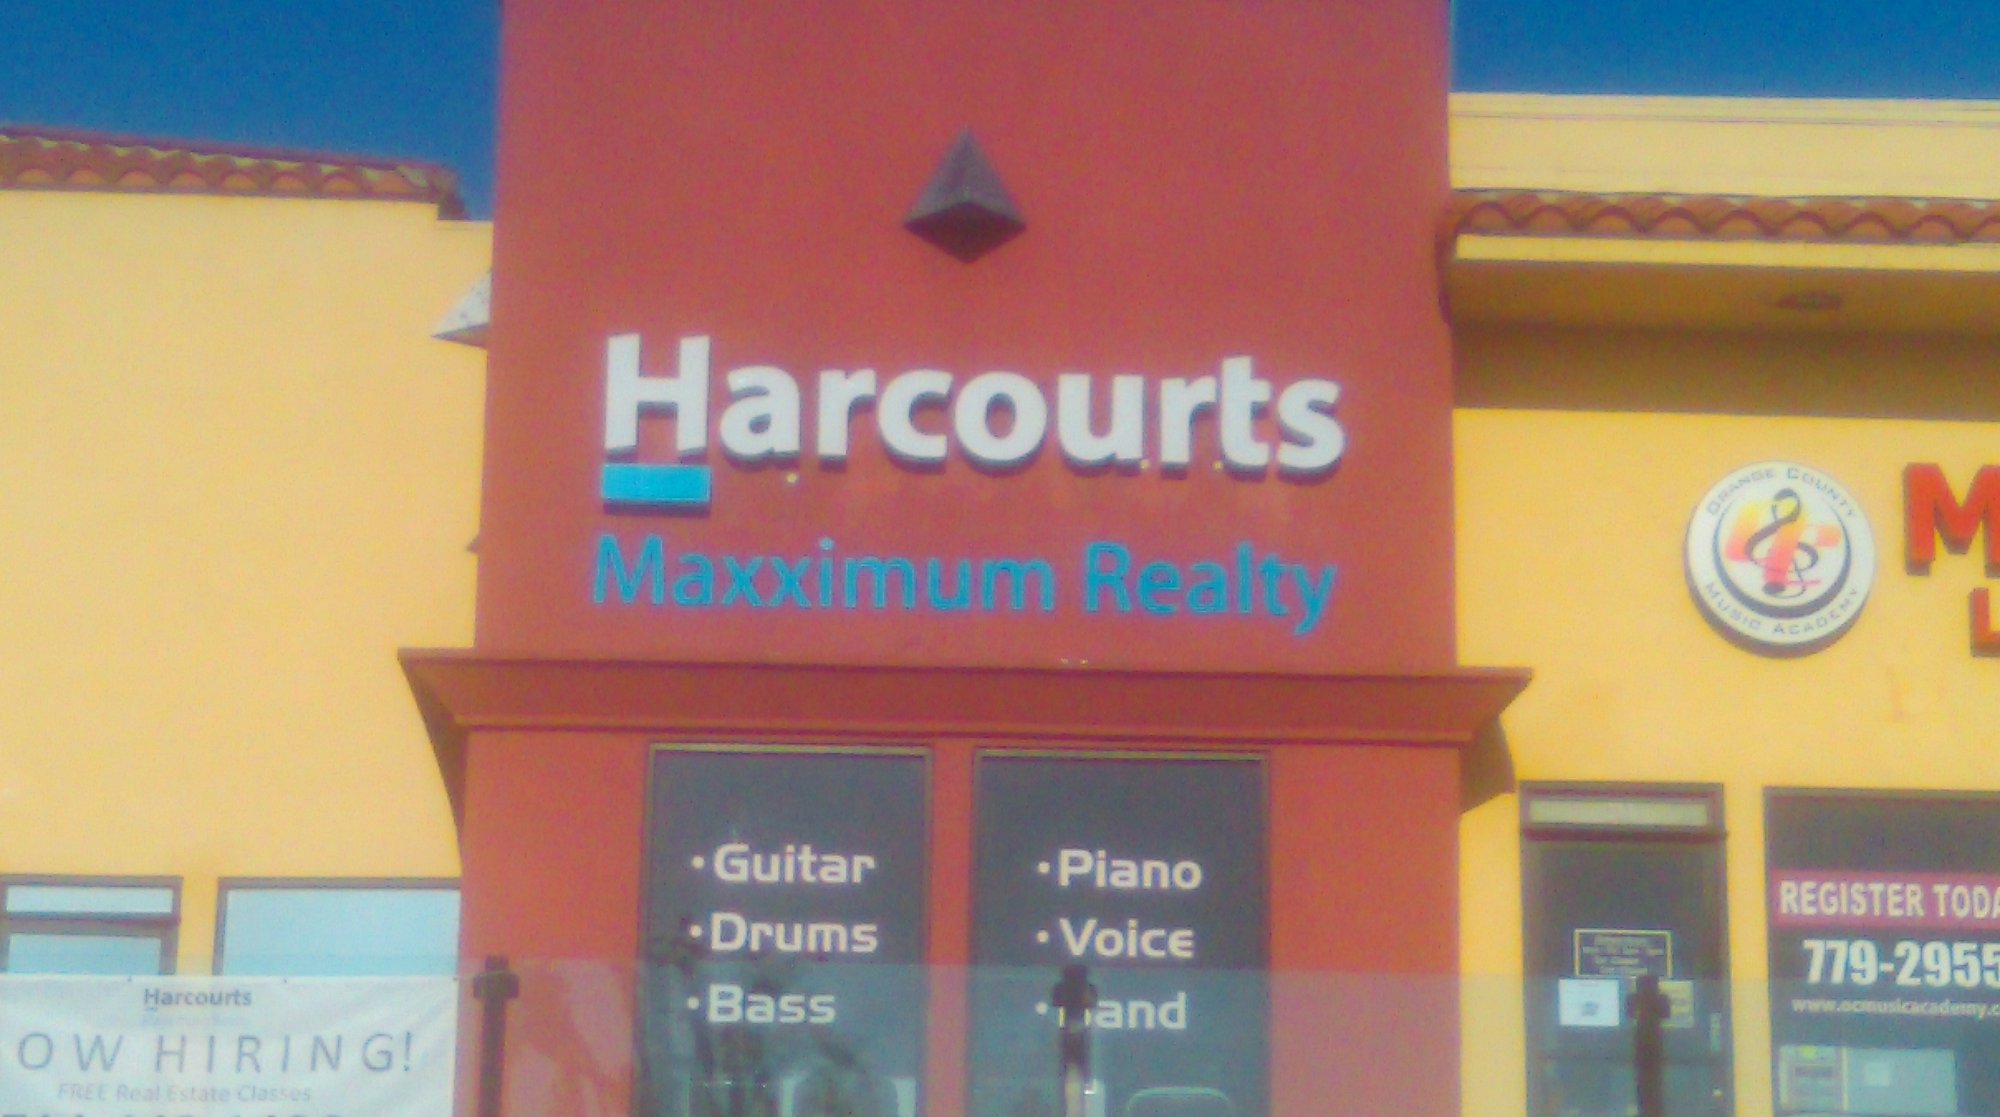 Harcourts
Maxximum Realty
ORANGE COUNTY
MUSIC ACADEMY
M
L
• Guitar
• Drums
• Bass
• Piano
• Voice
REGISTER TODA
779-2955
www.ocmusicacademy.c
Harcourts
OW HIRING!
FREE Real Estate Classes